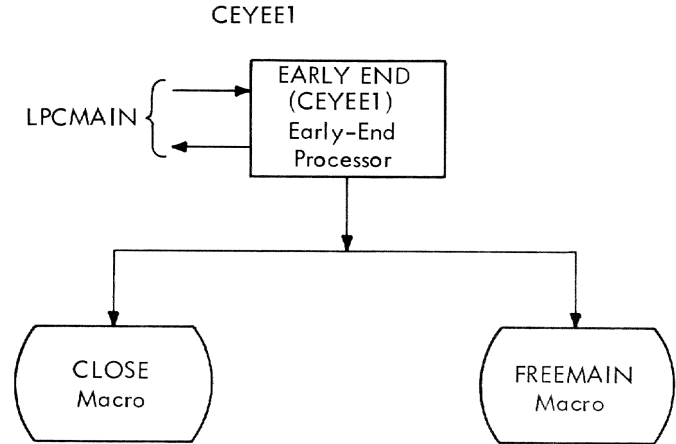 CEYEE1
EARLY END
(CEYEE1)
Early-End
Processor
LPCMAIN
CLOSE
Macro
FREEMAIN
Macro